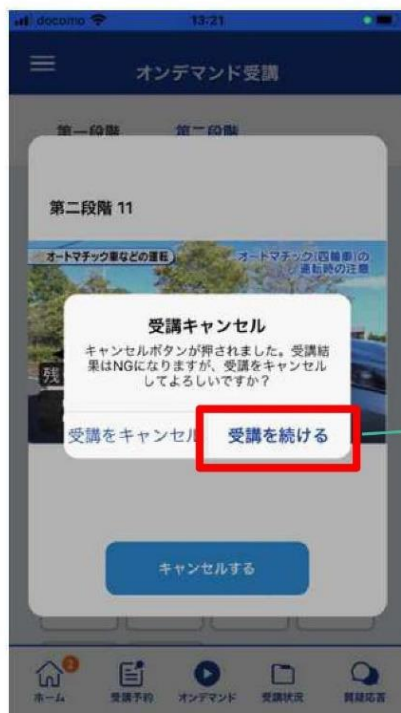 docomo 13:21
オンデマンド受講
第一段階 第二段階
第二段階 11
オートマチック車などの運転
オートマチック(四輪車)の
運転時の注意
残
受講キャンセル
キャンセルボタンが押されました。受講結
果はNGになりますが、受講をキャンセル
してよろしいですか？
受講をキャンセル 受講を続ける
キャンセルする
2
ホーム 受講予約 オンデマンド 受講状況 質疑応答